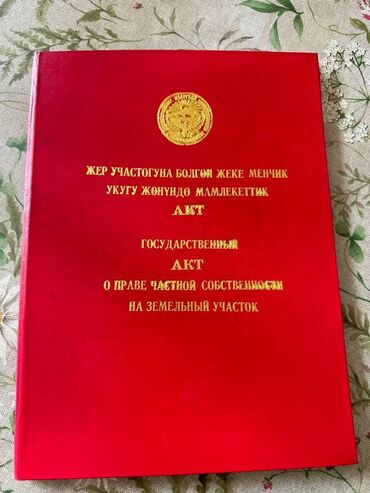 ЖЕР УЧАСТОГУНА БОЛГОН ЖЕКЕ МЕНЧИК
УКУГУ ЖӨНҮНДӨ МАМЛЕКЕТТИК
АКТ
ГОСУДАРСТВЕННЫЙ
АКТ
О ПРАВЕ ЧАСТНОЙ СОБСТВЕННОСТИ
НА ЗЕМЕЛЬНЫЙ УЧАСТОК